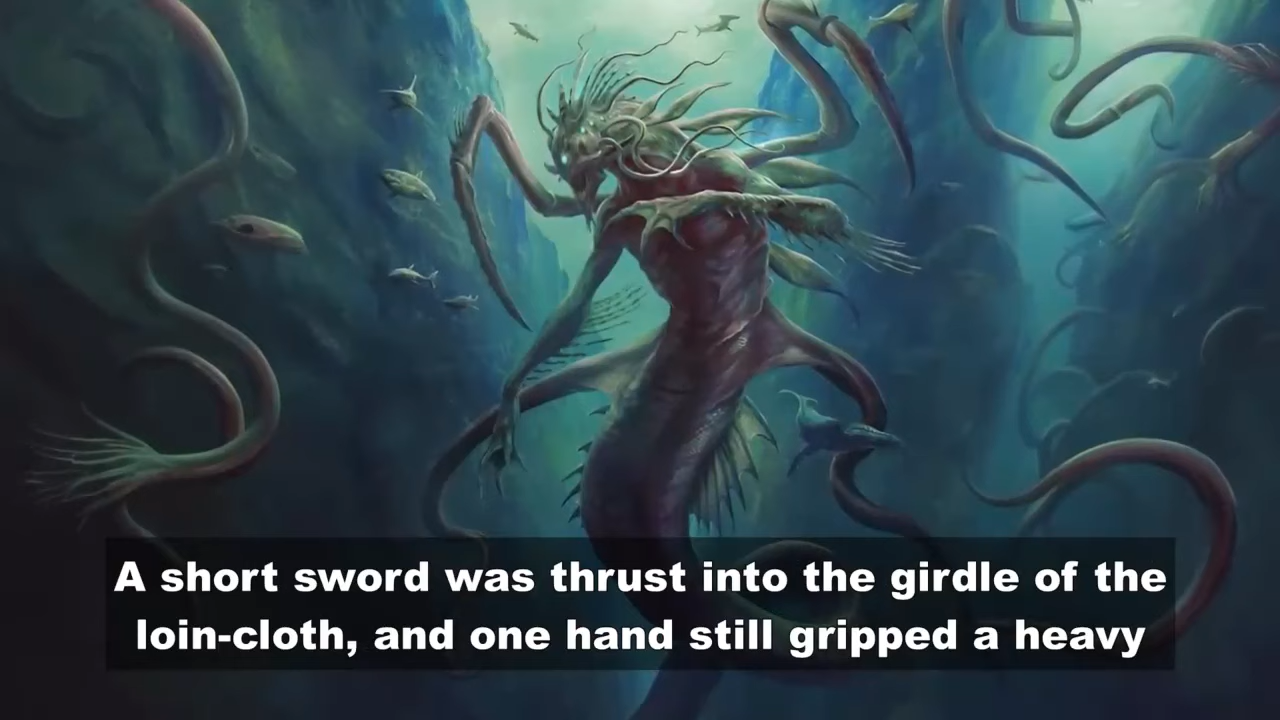 A short sword was thrust into the girdle of the
loin-cloth, and one hand still gripped a heavy